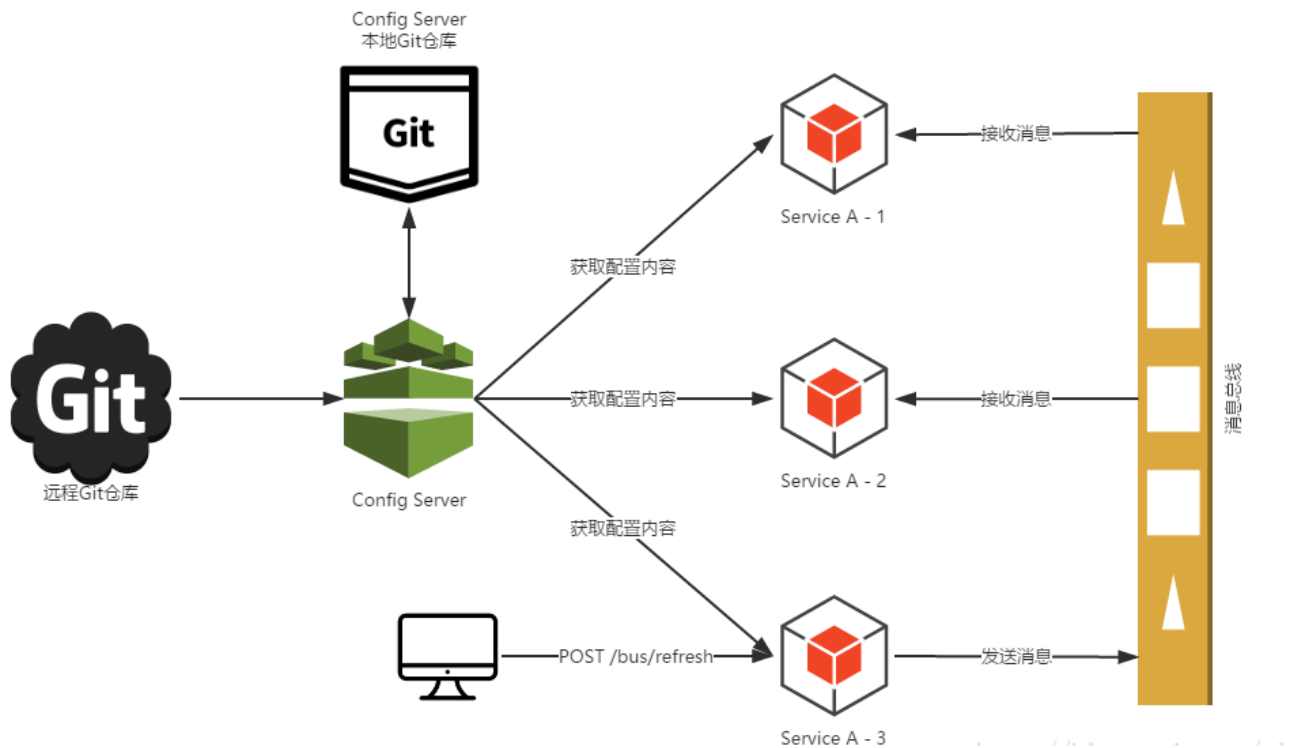 Config Server
本地Git仓库
Git
接收消息
Service A - 1
获取配置内容
Git
远程Git仓库
Config Server
获取配置内容
接收消息
Service A - 2
消息总线
获取配置内容
POST /bus/refresh
发送消息
Service A - 3